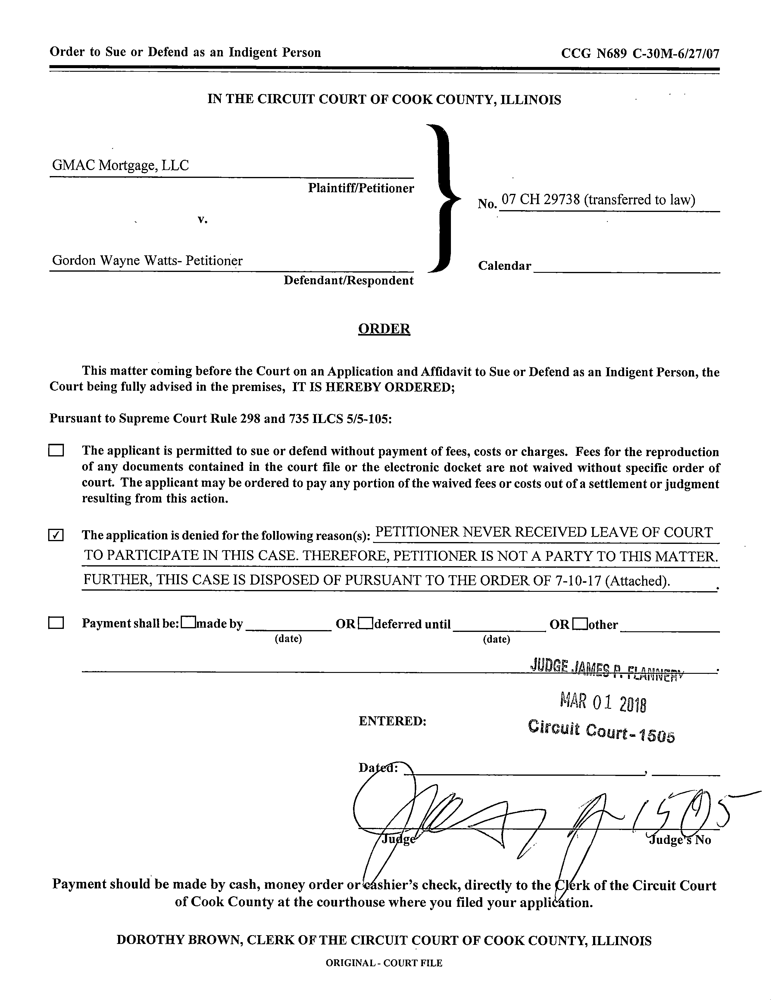 Order to Sue or Defend as an Indigent Person CCG N689 C-30M-6/27/07
IN THE CIRCUIT COURT OF COOK COUNTY, ILLINOIS
GMAC Mortgage, LLC
Plaintiff/Petitioner
No. 07 CH 29738 (transferred to law)
v.
Gordon Wayne Watts- Petitioner
Calendar
Defendant/Respondent
ORDER
This matter coming before the Court on an Application and Affidavit to Sue or Defend as an Indigent Person, the
Court being fully advised in the premises, IT IS HEREBY ORDERED;
Pursuant to Supreme Court Rule 298 and 735 ILCS 5/5-105:
The applicant is permitted to sue or defend without payment of fees, costs or charges. Fees for the reproduction
of any documents contained in the court file or the electronic docket are not waived without specific order of
court. The applicant may be ordered to pay any portion of the waived fees or costs out of a settlement or judgment
resulting from this action.
✓ The application is denied for the following reason(s): PETITIONER NEVER RECEIVED LEAVE OF COURT
TO PARTICIPATE IN THIS CASE. THEREFORE, PETITIONER IS NOT A PARTY TO THIS MATTER.
FURTHER, THIS CASE IS DISPOSED OF PURSUANT TO THE ORDER OF 7-10-17 (Attached). .
Payment shall be: made by OR deferred until OR other
(date) (date)
JUDGE JAMES P. FLANNERY .
MAR 01 2018
ENTERED:
Circuit Court-1505
Dated: ,
1505
Judge Judge's No
Payment should be made by cash, money order or cashier's check, directly to the Clerk of the Circuit Court
of Cook County at the courthouse where you filed your application.
DOROTHY BROWN, CLERK OF THE CIRCUIT COURT OF COOK COUNTY, ILLINOIS
ORIGINAL - COURT FILE